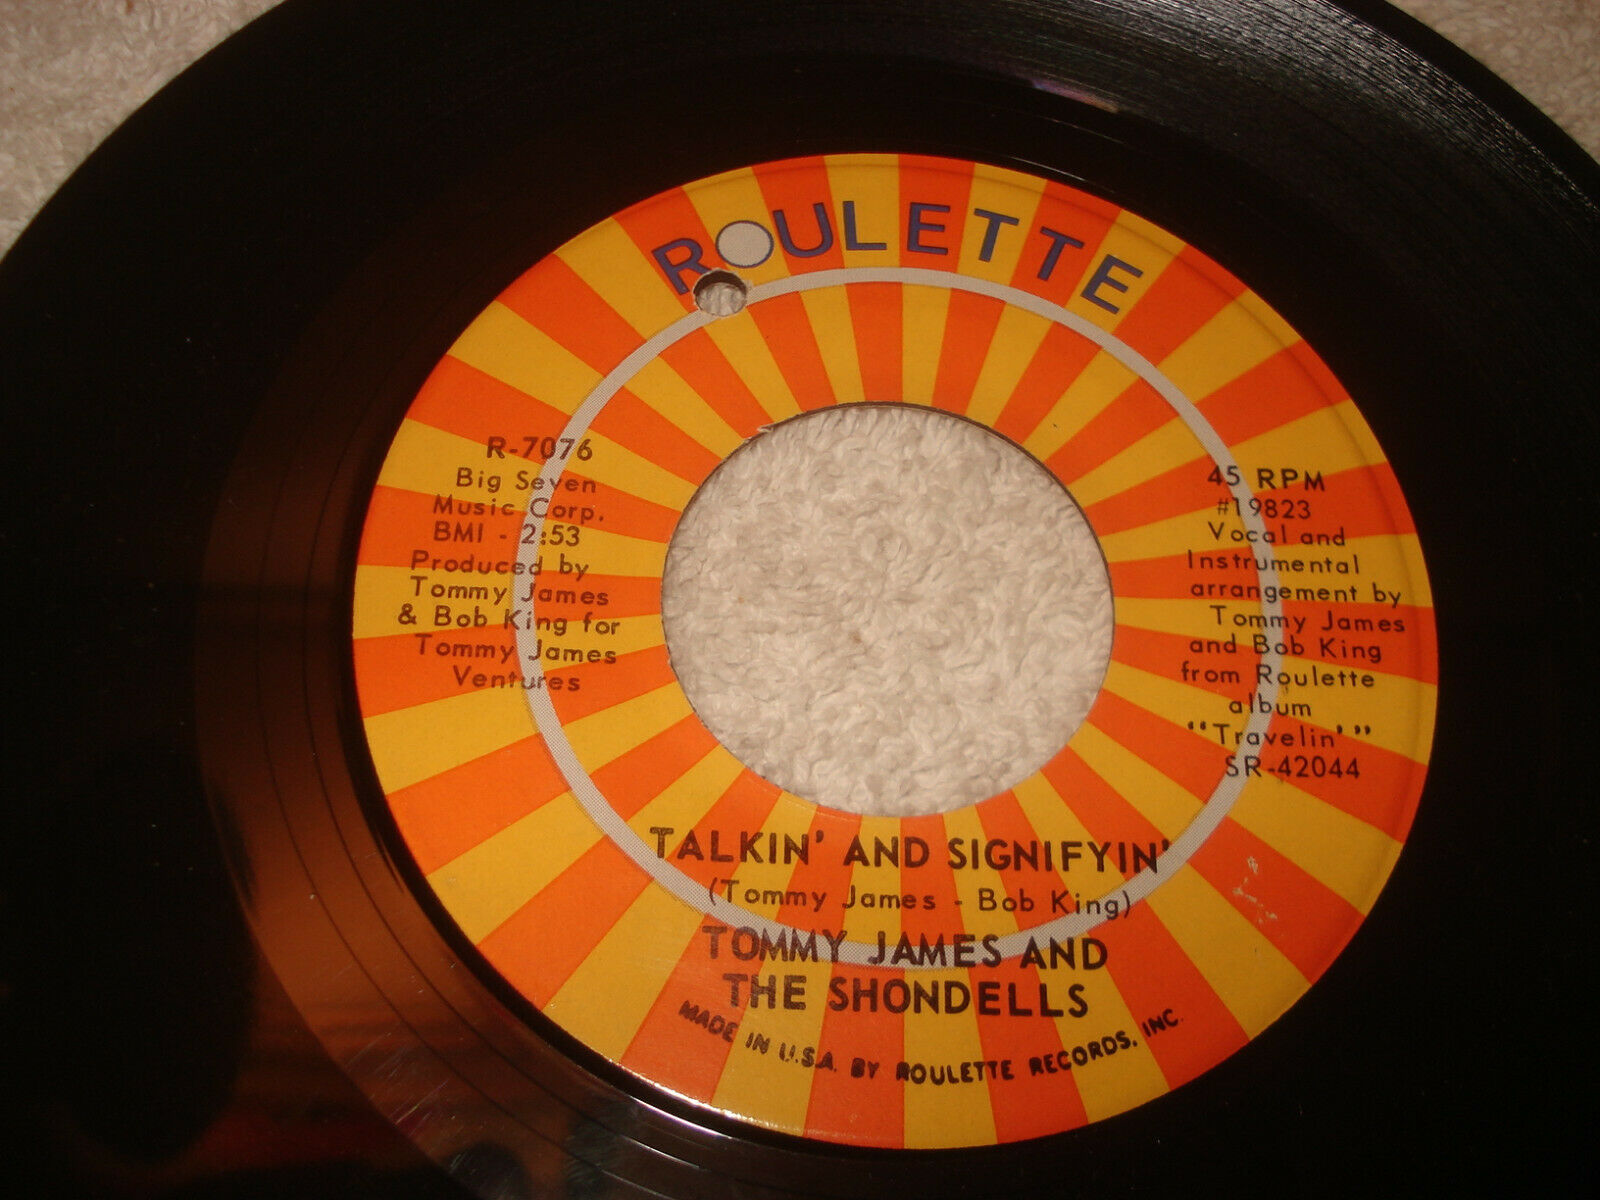 ROULETTE
R-7076
Big Seven
Music Corp.
BMI - 2:53
Produced by
Tommy James
& Bob King for
Tommy James
Ventures
45 RPM
#19823
Vocal and
Instrumental
arrangement by
Tommy James
and Bob King
from Roulette
album
"Travelin'"
SR-42044
TALKIN' AND SIGNIFYIN'
(Tommy James - Bob King)
TOMMY JAMES AND
THE SHONDELLS
MADE IN U.S.A. BY ROULETTE RECORDS, INC.